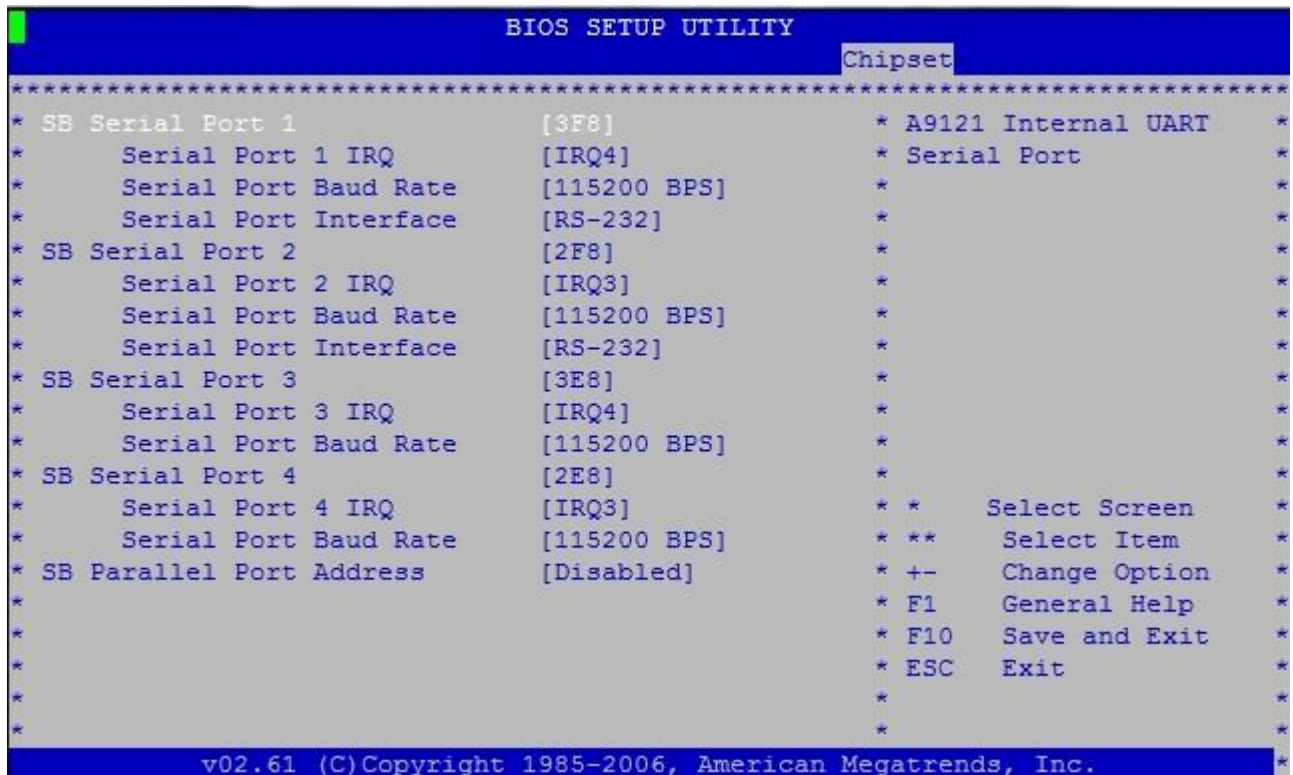 BIOS SETUP UTILITY
Chipset
********************************************************************************
* SB Serial Port 1 [3F8] * A9121 Internal UART *
* Serial Port 1 IRQ [IRQ4] * Serial Port *
* Serial Port Baud Rate [115200 BPS] * *
* Serial Port Interface [RS-232] * *
* SB Serial Port 2 [2F8] * *
* Serial Port 2 IRQ [IRQ3] * *
* Serial Port Baud Rate [115200 BPS] * *
* Serial Port Interface [RS-232] * *
* SB Serial Port 3 [3E8] * *
* Serial Port 3 IRQ [IRQ4] * *
* Serial Port Baud Rate [115200 BPS] * *
* SB Serial Port 4 [2E8] * *
* Serial Port 4 IRQ [IRQ3] * * Select Screen *
* Serial Port Baud Rate [115200 BPS] * ** Select Item *
* SB Parallel Port Address [Disabled] * +- Change Option *
* * F1 General Help *
* * F10 Save and Exit *
* * ESC Exit *
* * *
* * *
v02.61 (C)Copyright 1985-2006, American Megatrends, Inc. *